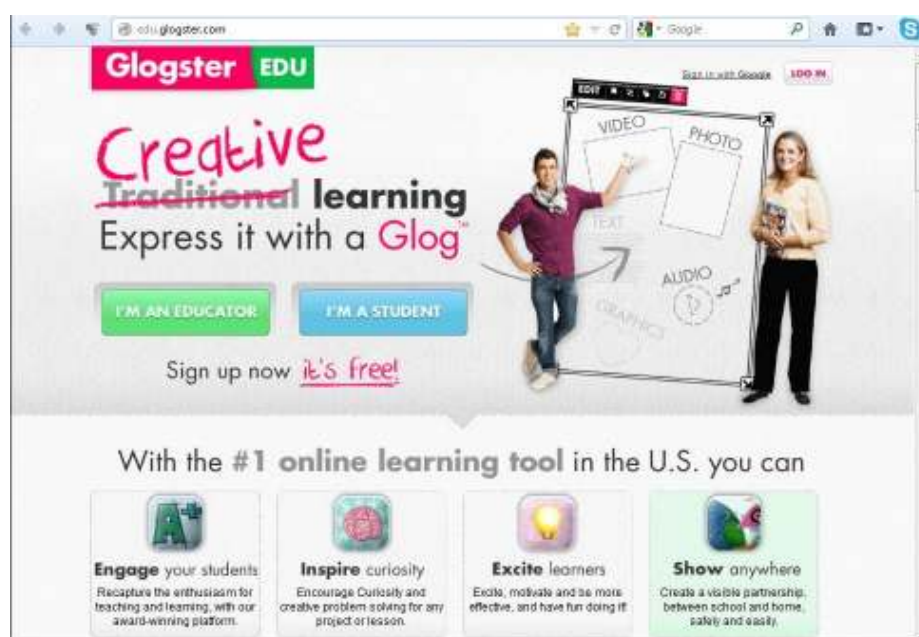 edu.glogster.com
Google
Glogster EDU
Sign in with Google
LOG IN
EDIT
Creative
Traditional learning
Express it with a Glog™
VIDEO
PHOTO
TEXT
AUDIO
GRAPHICS
I'M AN EDUCATOR
I'M A STUDENT
Sign up now it's free!
With the #1 online learning tool in the U.S. you can
A+
Engage your students
Recapture the enthusiasm for
teaching and learning, with our
award-winning platform.
Inspire curiosity
Encourage Curiosity and
creative problem solving for any
project or lesson.
Excite learners
Excite, motivate and be more
effective, and have fun doing it!
Show anywhere
Create a visible partnership,
between school and home,
safely and easily.